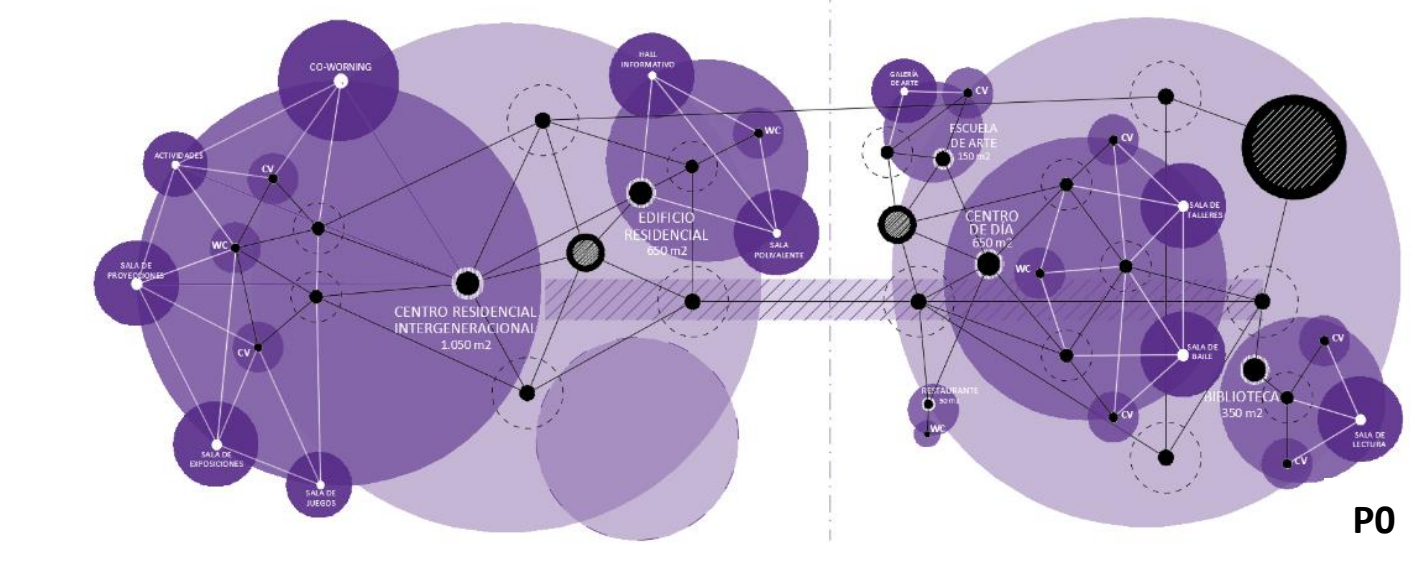 CO-WORNING
ACTIVIDADES
CV
WC
SALA DE
PROYECCIONES
CV
SALA DE
EXPOSICIONES
SALA DE
JUEGOS
CENTRO RESIDENCIAL
INTERGENERACIONAL
1.050 m2
HALL
INFORMATIVO
WC
EDIFICIO
RESIDENCIAL
650 m2
SALA
POLIVALENTE
GALERÍA
DE ARTE
CV
ESCUELA
DE ARTE
150 m2
CV
SALA DE
TALLERES
CENTRO
DE DÍA
650 m2
WC
SALA DE
BAILE
CV
RESTAURANTE
50 m2
WC
CV
BIBLIOTECA
350 m2
SALA DE
LECTURA
CV
P0